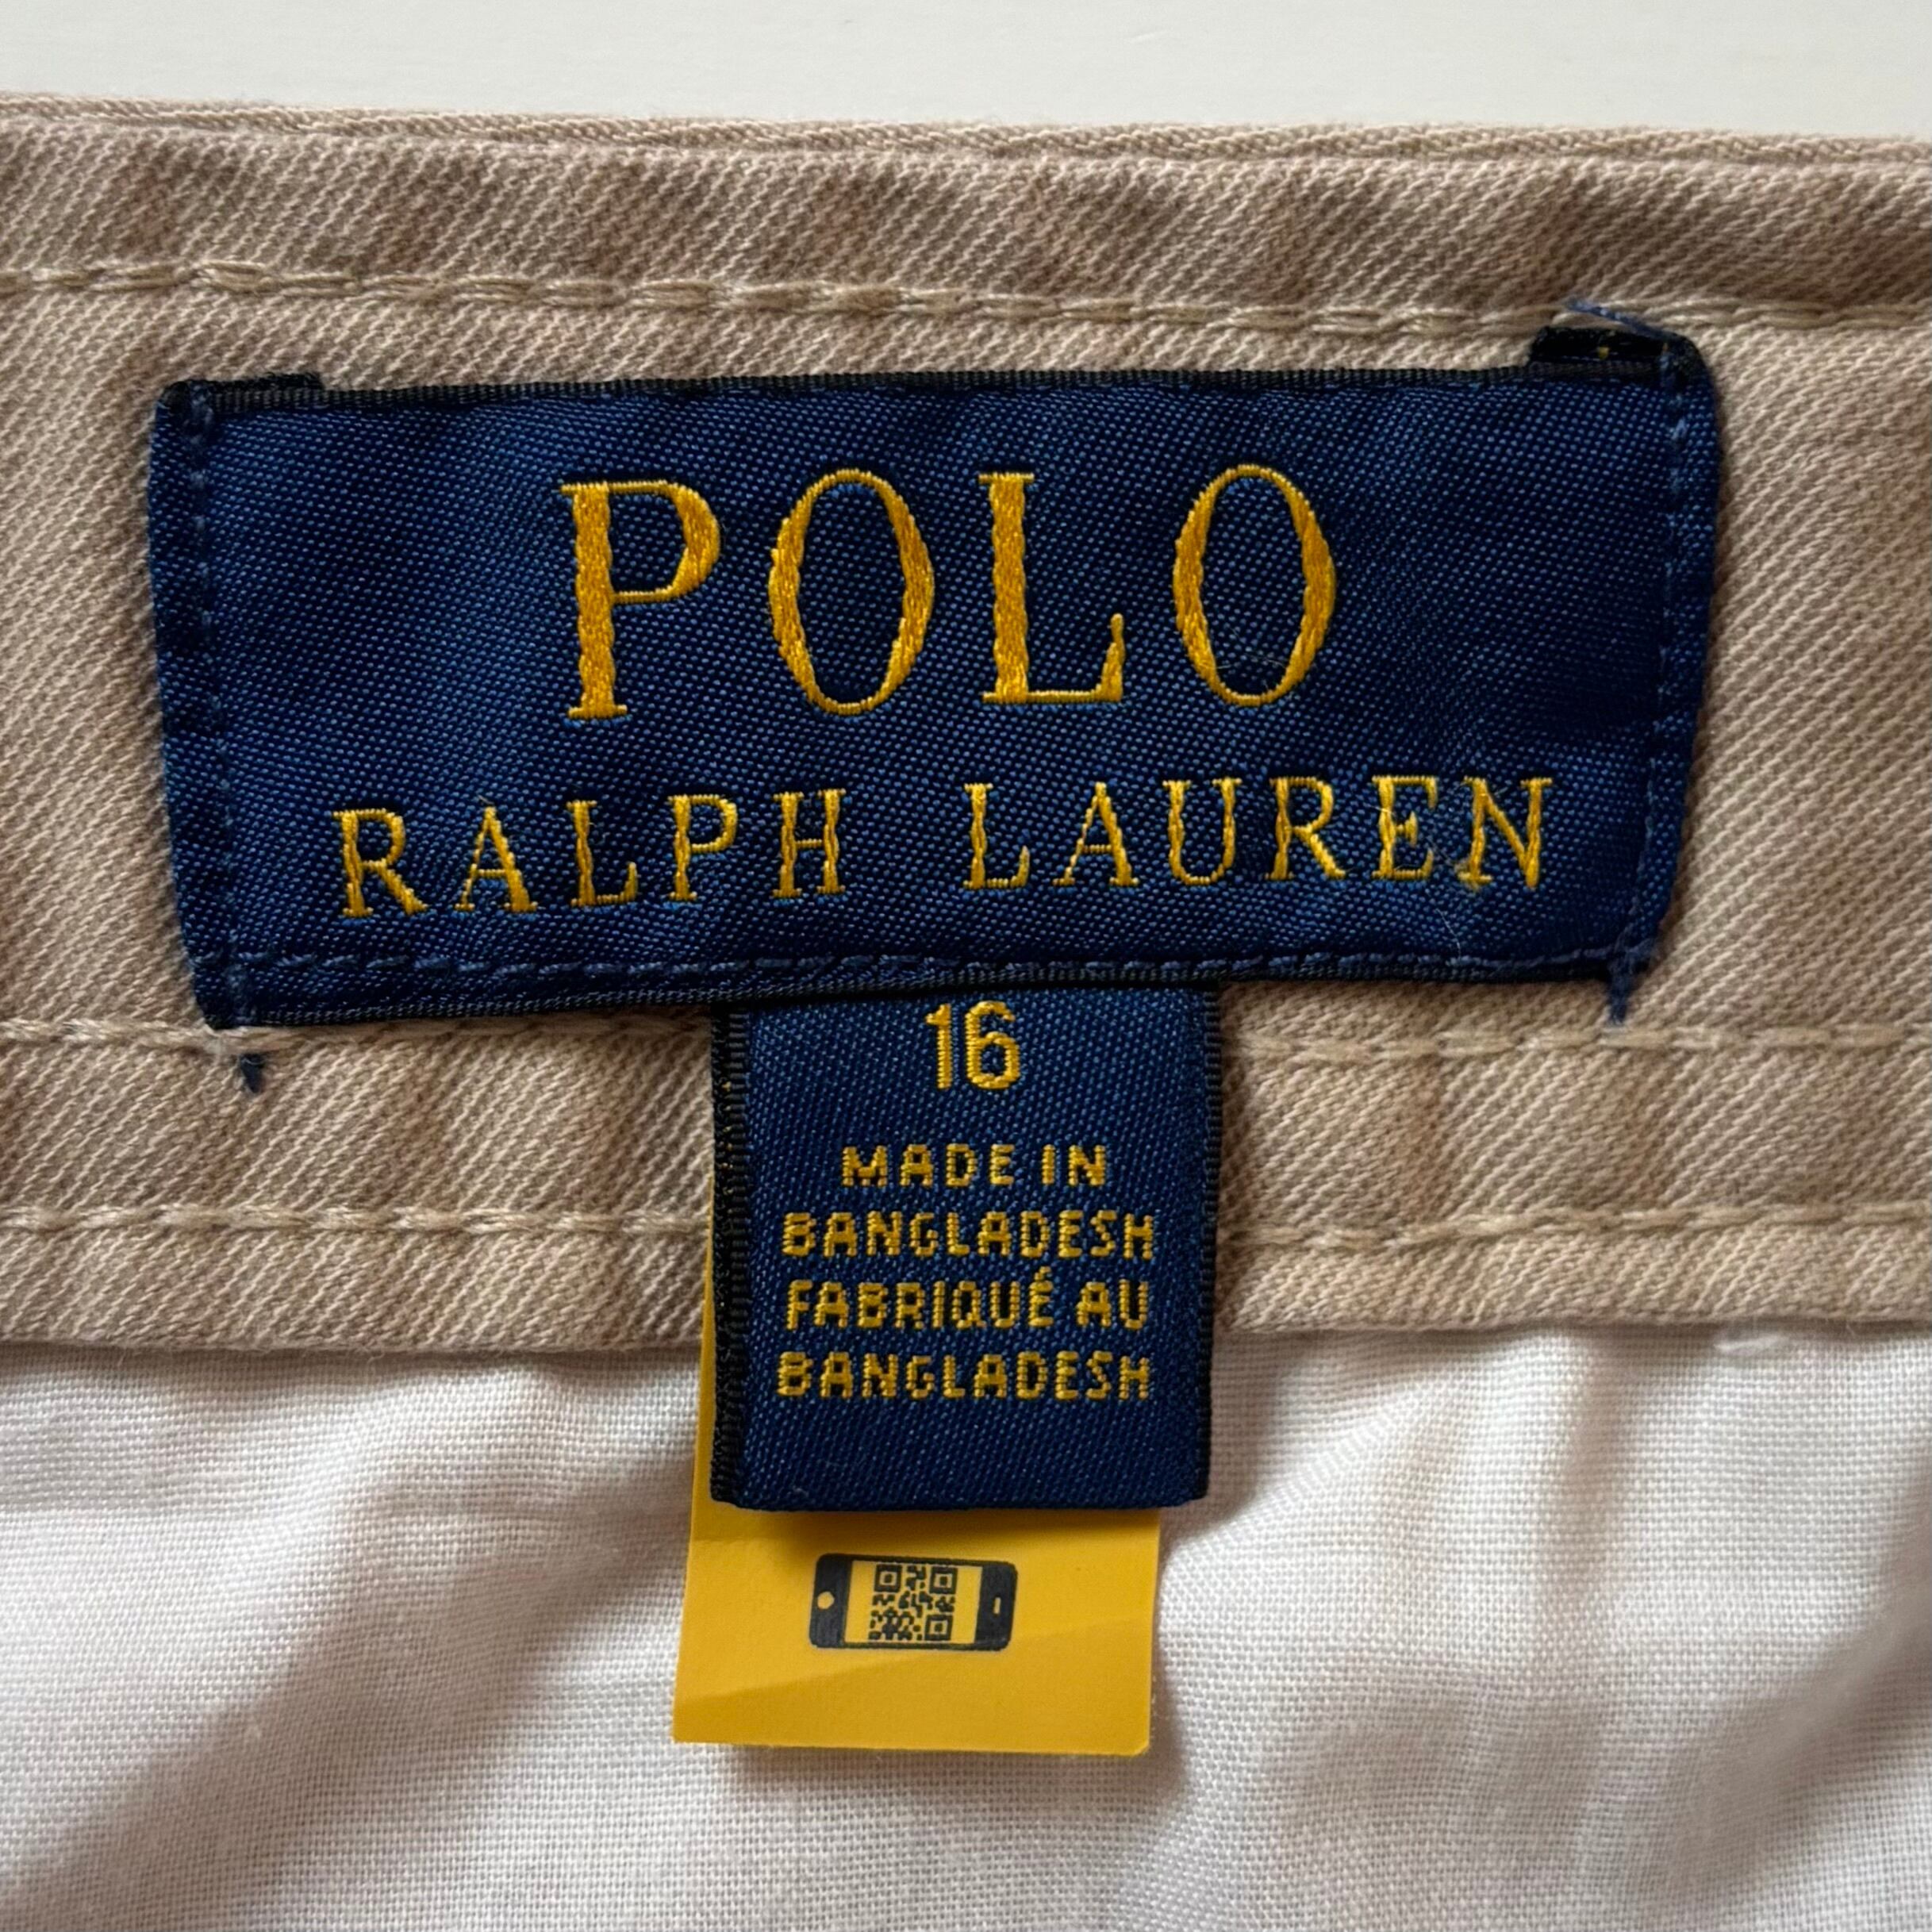 POLO
RALPH LAUREN
16
MADE IN
BANGLADESH
FABRIQUÉ AU
BANGLADESH